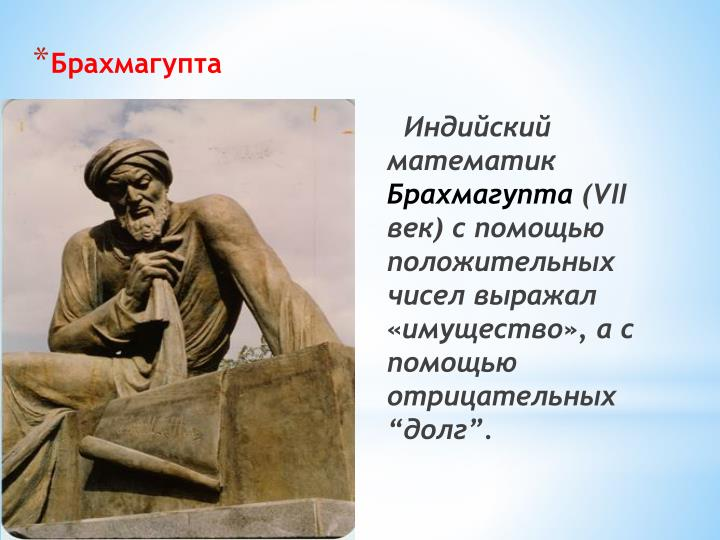 * Брахмагупта
Индийский
математик
Брахмагупта (VII
век) с помощью
положительных
чисел выражал
«имущество», а с
помощью
отрицательных
“долг”.